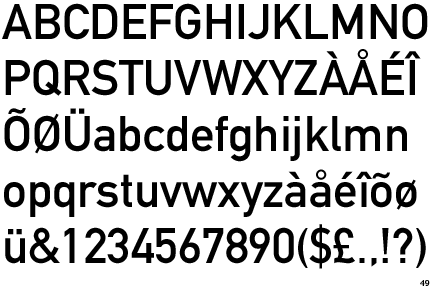 ABCDEFGHIJKLMNO
PQRSTUVWXYZÀÅÉÎ
ÕØÜabcdefghijklmn
opqrstuvwxyzàåéîõø
ü&1234567890($£.,!?)
49